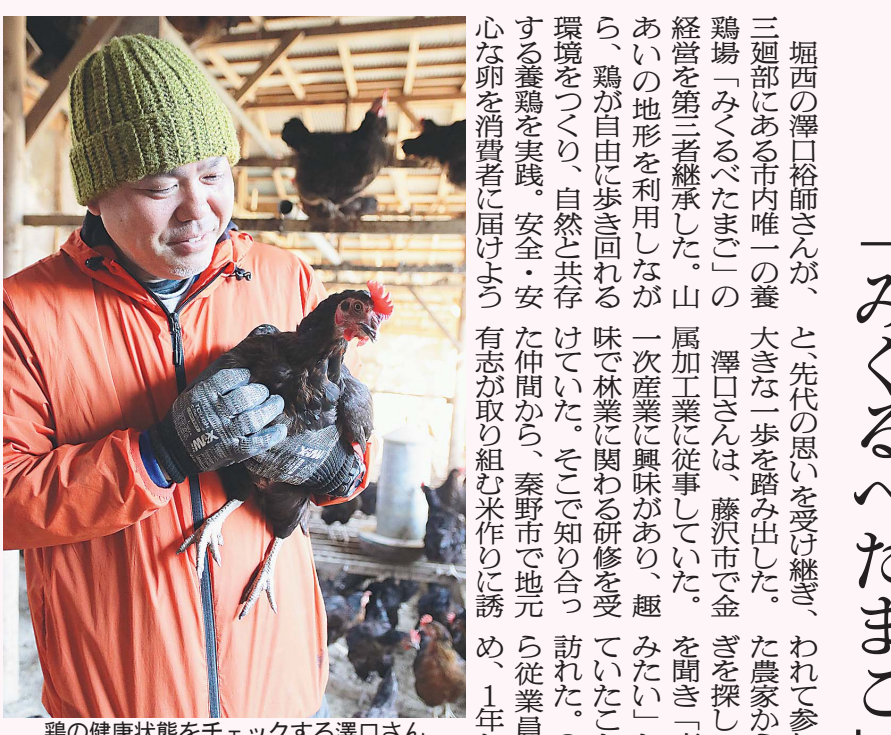 「みくるべたまご」
堀西の澤口裕師さんが、
三廻部にある市内唯一の養
鶏場「みくるべたまご」の
経営を第三者継承した。山
あいの地形を利用しなが
ら、鶏が自由に歩き回れる
環境をつくり、自然と共存
する養鶏を実践。安全・安
心な卵を消費者に届けよう
と、先代の思いを受け継ぎ、
大きな一歩を踏み出した。
澤口さんは、藤沢市で金
属加工業に従事していた。
一次産業に興味があり、趣
味で林業に関わる研修を受
けていた。そこで知り合っ
た仲間から、秦野市で地元
有志が取り組む米作りに誘
われて参
た農家か
ぎを探し
を聞き「
みたい」
ていたこ
訪れた。
ら従業員
め、１年
鶏の健康状態をチェックする澤口さん